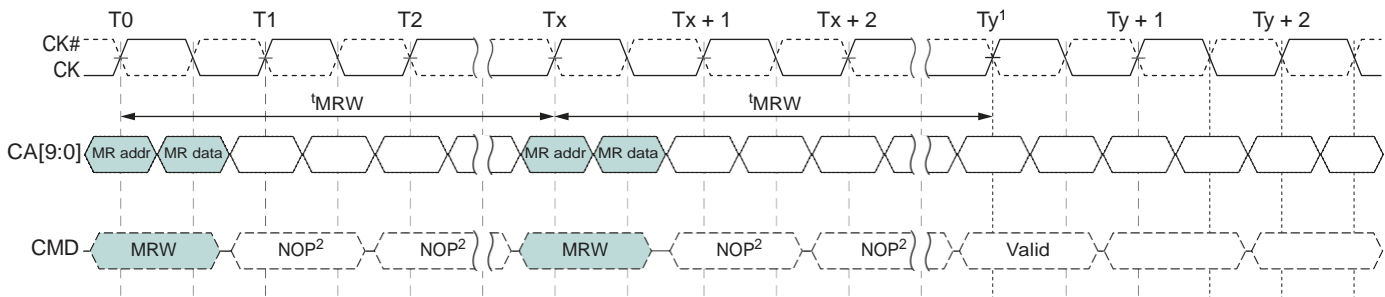 T0 T1 T2 Tx Tx + 1 Tx + 2 Ty¹ Ty + 1 Ty + 2
CK#
CK
ᵗMRW ᵗMRW
CA[9:0] MR addr MR data MR addr MR data
CMD MRW NOP² NOP² MRW NOP² NOP² Valid